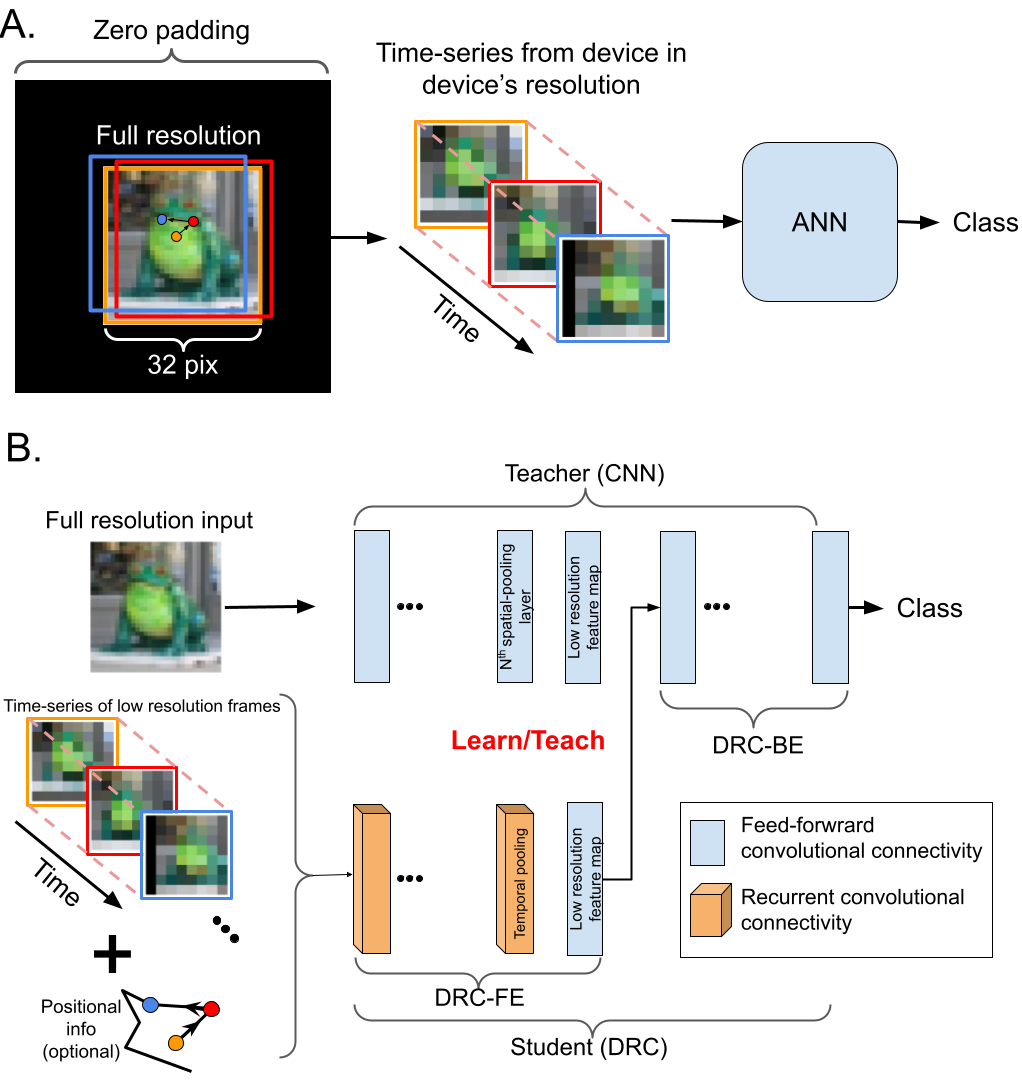 A.
Zero padding
Time-series from device in
device's resolution
Full resolution
32 pix
Time
ANN
Class
B.
Teacher (CNN)
Full resolution input
Nth spatial-pooling
layer
Low resolution
feature map
Class
DRC-BE
Time-series of low resolution frames
Learn/Teach
Time
Temporal pooling
Low resolution
feature map
Feed-forward
convolutional connectivity
Recurrent convolutional
connectivity
Positional
info
(optional)
DRC-FE
Student (DRC)